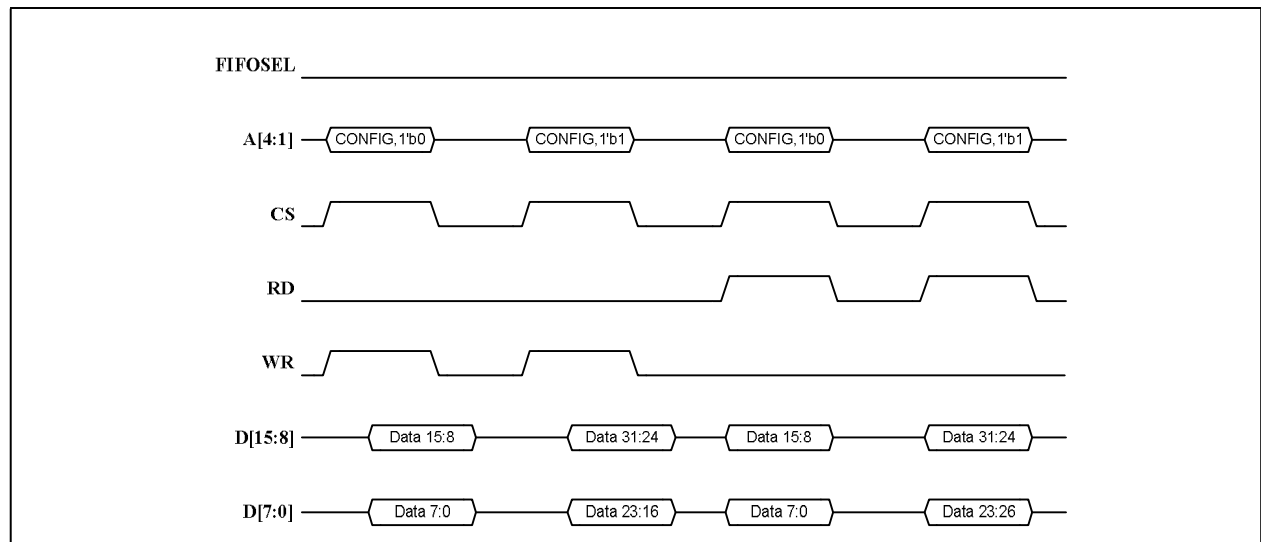 FIFOSEL
A[4:1] CONFIG,1'b0 CONFIG,1'b1 CONFIG,1'b0 CONFIG,1'b1
CS
RD
WR
D[15:8] Data 15:8 Data 31:24 Data 15:8 Data 31:24
D[7:0] Data 7:0 Data 23:16 Data 7:0 Data 23:26